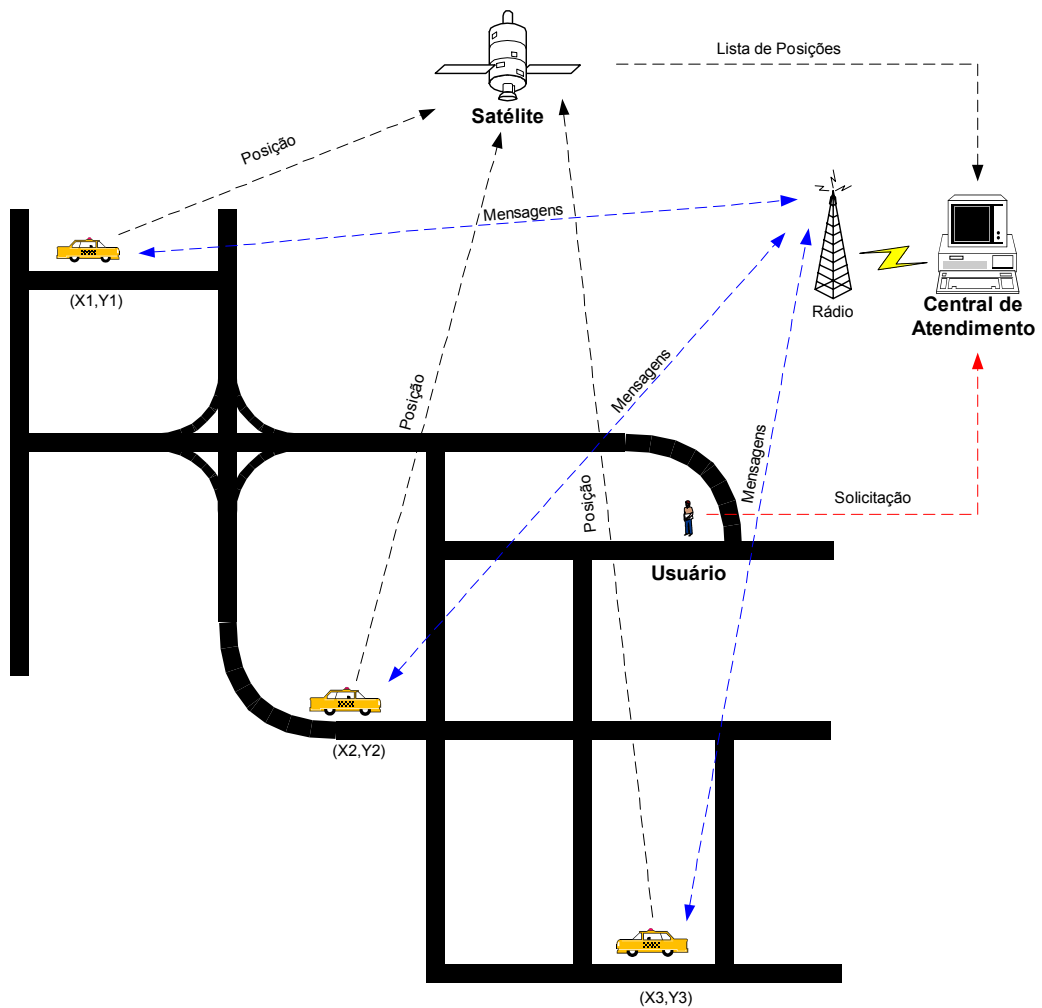 Lista de Posições
Satélite
Posição
Mensagens
(X1,Y1)
Rádio
Central de
Atendimento
Mensagens
Posição
Mensagens
Posição
Solicitação
Usuário
(X2,Y2)
(X3,Y3)